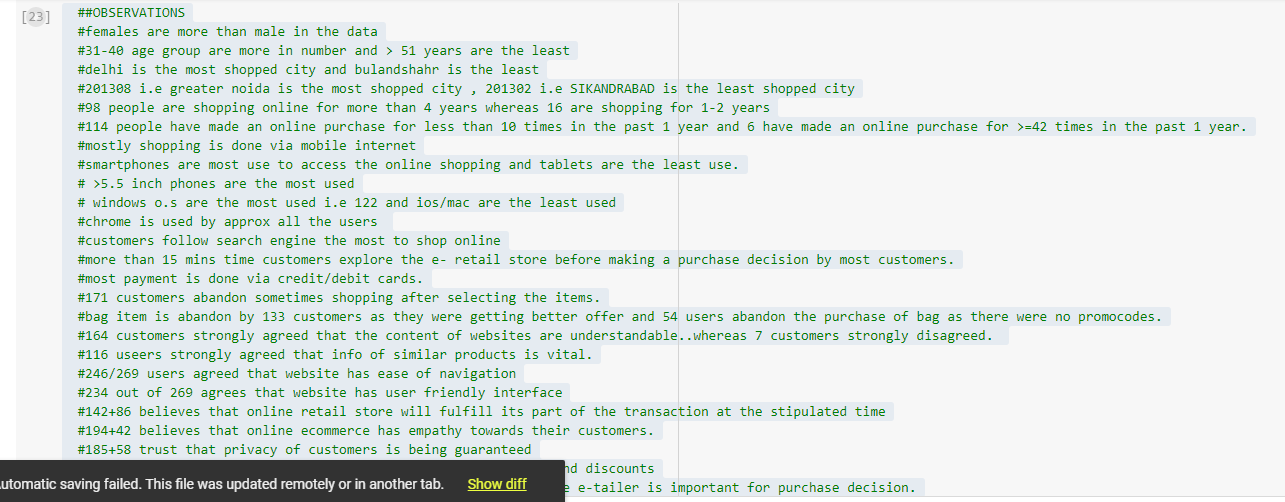 [23]
##OBSERVATIONS
#females are more than male in the data
#31-40 age group are more in number and > 51 years are the least
#delhi is the most shopped city and bulandshahr is the least
#201308 i.e greater noida is the most shopped city , 201302 i.e SIKANDRABAD is the least shopped city
#98 people are shopping online for more than 4 years whereas 16 are shopping for 1-2 years
#114 people have made an online purchase for less than 10 times in the past 1 year and 6 have made an online purchase for >=42 times in the past 1 year.
#mostly shopping is done via mobile internet
#smartphones are most use to access the online shopping and tablets are the least use.
# >5.5 inch phones are the most used
# windows o.s are the most used i.e 122 and ios/mac are the least used
#chrome is used by approx all the users
#customers follow search engine the most to shop online
#more than 15 mins time customers explore the e- retail store before making a purchase decision by most customers.
#most payment is done via credit/debit cards.
#171 customers abandon sometimes shopping after selecting the items.
#bag item is abandon by 133 customers as they were getting better offer and 54 users abandon the purchase of bag as there were no promocodes.
#164 customers strongly agreed that the content of websites are understandable..whereas 7 customers strongly disagreed.
#116 useers strongly agreed that info of similar products is vital.
#246/269 users agreed that website has ease of navigation
#234 out of 269 agrees that website has user friendly interface
#142+86 believes that online retail store will fulfill its part of the transaction at the stipulated time
#194+42 believes that online ecommerce has empathy towards their customers.
#185+58 trust that privacy of customers is being guaranteed
nd discounts
e e-tailer is important for purchase decision.
utomatic saving failed. This file was updated remotely or in another tab. Show diff